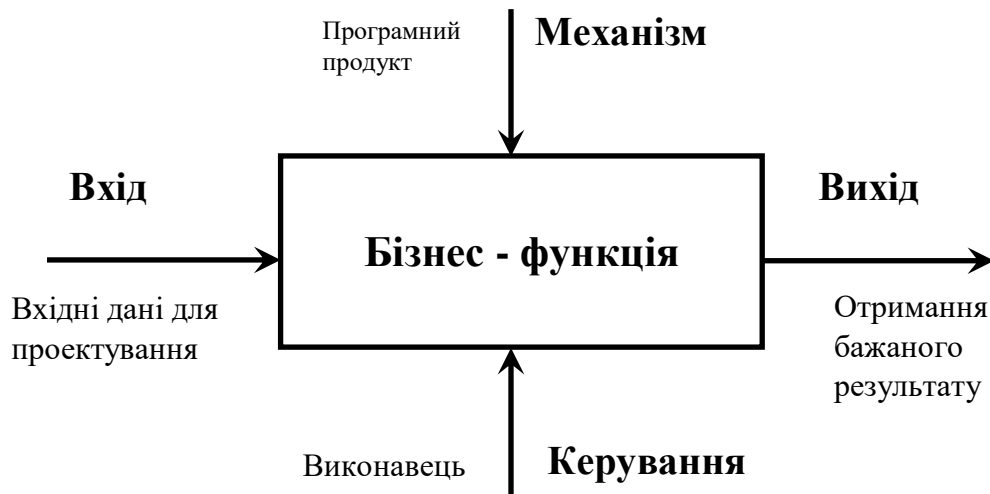 Програмний
продукт
Механізм
Вхід
Вихід
Бізнес - функція
Вхідні дані для
проектування
Отримання
бажаного
результату
Виконавець
Керування